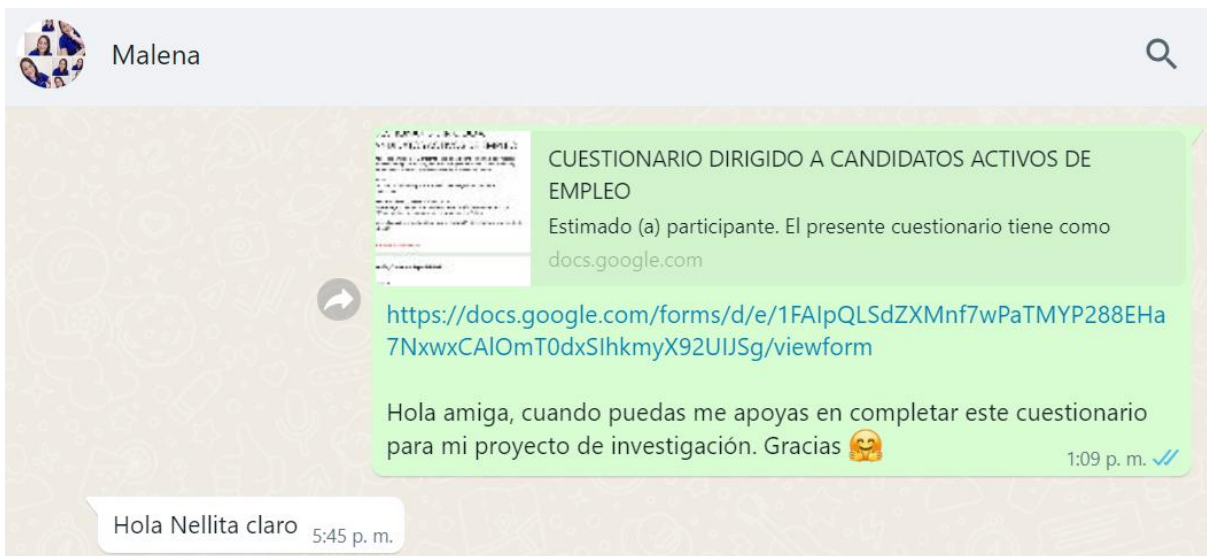 Malena
CUESTIONARIO DIRIGIDO A CANDIDATOS ACTIVOS DE
EMPLEO
Estimado (a) participante. El presente cuestionario tiene como
docs.google.com
https://docs.google.com/forms/d/e/1FAIpQLSdZXMnf7wPaTMYP288EHa
7NxwxCAlOmT0dxSIhkmyX92UIJSg/viewform
Hola amiga, cuando puedas me apoyas en completar este cuestionario
para mi proyecto de investigación. Gracias 🤗
1:09 p. m.
Hola Nellita claro 5:45 p. m.